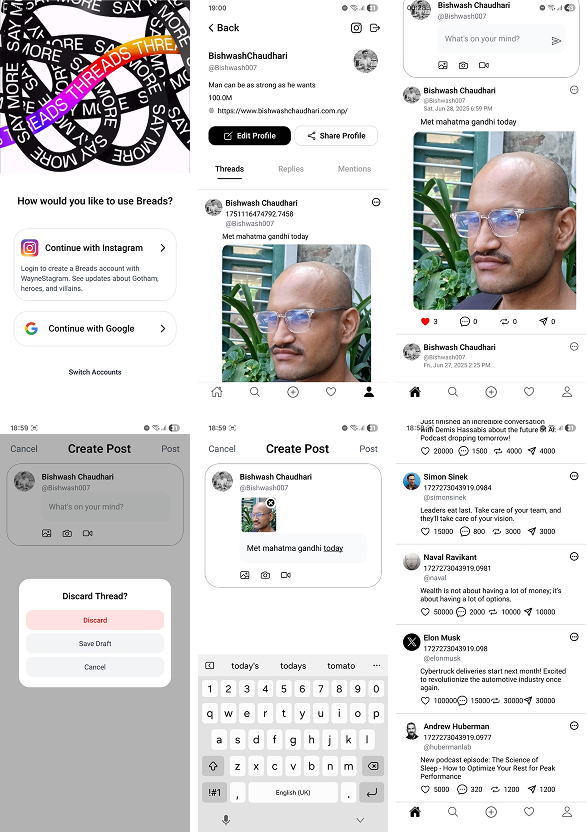 SAY MORE
THREADS THREADS THREA
SAY MORE
How would you like to use Breads?
Continue with Instagram
Login to create a Breads account with
WayneStagram. See updates about Gotham,
heroes, and villains.
Continue with Google
Switch Accounts
19:00
Back
BishwashChaudhari
@Bishwash007
Man can be as strong as he wants
100.0M
https://www.bishwashchaudhari.com.np/
Edit Profile
Share Profile
Threads Replies Mentions
Bishwash Chaudhari
1751116474792.7458
@Bishwash007
Met mahatma gandhi today
Bishwash Chaudhari
@Bishwash007
What's on your mind?
Bishwash Chaudhari
@Bishwash007
Sat, Jun 28, 2025 6:59 PM
Met mahatma gandhi today
3 0 0 0
Bishwash Chaudhari
@Bishwash007
Fri, Jun 27, 2025 2:25 PM
18:59
Cancel Create Post Post
Bishwash Chaudhari
@Bishwash007
What's on your mind?
Discard Thread?
Discard
Save Draft
Cancel
18:59
Cancel Create Post Post
Bishwash Chaudhari
@Bishwash007
Met mahatma gandhi today
today's todays tomato
1 2 3 4 5 6 7 8 9 0
q w e r t y u i o p
a s d f g h j k l
z x c v b n m
!#1 , English (UK) .
Just finished an incredible conversation
with Demis Hassabis about the future of AI.
Podcast dropping tomorrow!
20000 1500 4000 4000
Simon Sinek
1727273043919.0984
@simonsinek
Leaders eat last. Take care of your team, and
they'll take care of your vision.
15000 800 3000 3000
Naval Ravikant
1727273043919.0981
@naval
Wealth is not about having a lot of money; it's
about having a lot of options.
50000 2000 10000 10000
Elon Musk
1727273043919.098
@elonmusk
Cybertruck deliveries start next month! Excited
to revolutionize the automotive industry once
again.
100000 15000 30000 30000
Andrew Huberman
1727273043919.0977
@hubermanlab
New podcast episode: The Science of
Sleep - How to Optimize Your Rest for Peak
Performance
5000 320 1200 1200